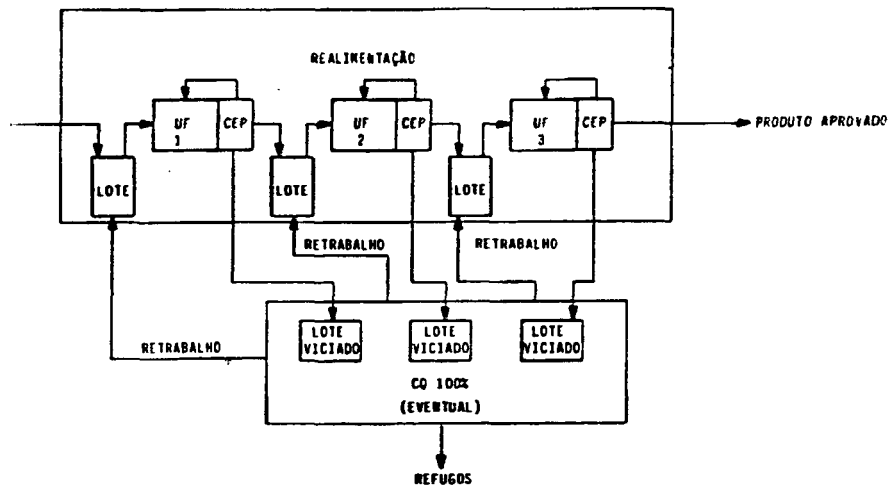 REALIMENTAÇÃO
UF
1
CEP
UF
2
CEP
UF
3
CEP
PRODUTO APROVADO
LOTE
LOTE
LOTE
RETRABALHO
RETRABALHO
LOTE
VICIADO
LOTE
VICIADO
LOTE
VICIADO
RETRABALHO
CQ 100%
(EVENTUAL)
REFUGOS